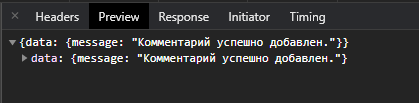 Headers Preview Response Initiator Timing
{data: {message: "Комментарий успешно добавлен."}}
data: {message: "Комментарий успешно добавлен."}